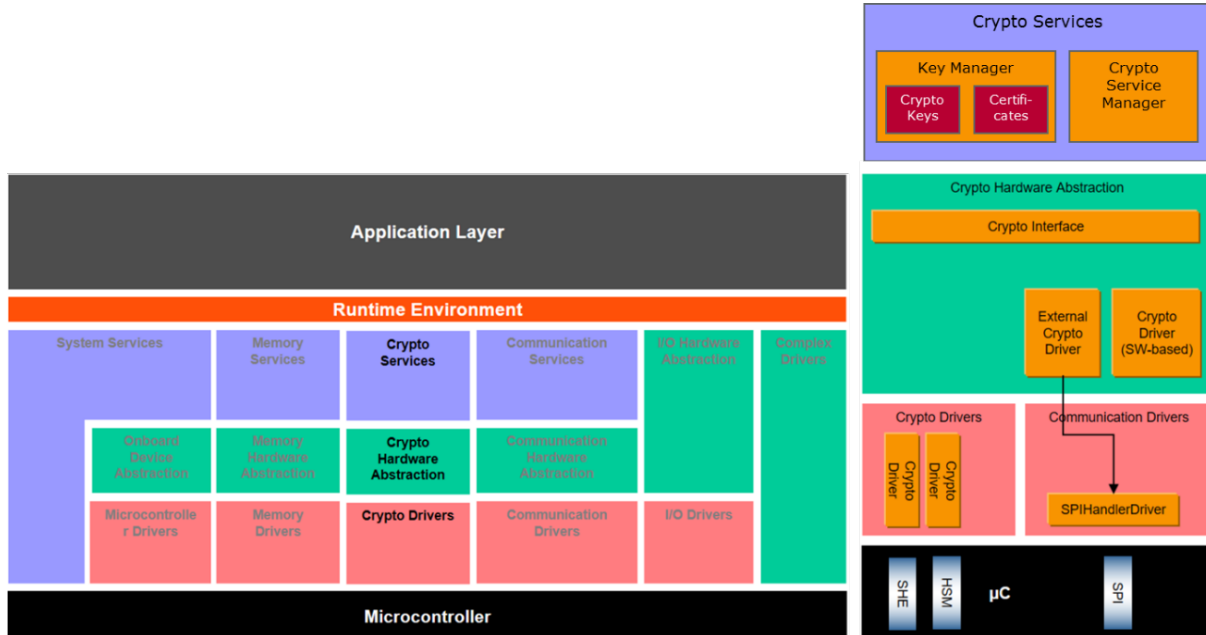 Application Layer
Runtime Environment
System Services
Memory
Services
Crypto
Services
Communication
Services
I/O Hardware
Abstraction
Complex
Drivers
Onboard
Device
Abstraction
Memory
Hardware
Abstraction
Crypto
Hardware
Abstraction
Communication
Hardware
Abstraction
Microcontrolle
r Drivers
Memory
Drivers
Crypto Drivers
Communication
Drivers
I/O Drivers
Microcontroller
Crypto Services
Key Manager
Crypto
Keys
Certifi-
cates
Crypto
Service
Manager
Crypto Hardware Abstraction
Crypto Interface
External
Crypto
Driver
Crypto
Driver
(SW-based)
Crypto Drivers
Crypto
Driver
Crypto
Driver
Communication Drivers
SPIHandlerDriver
SHE
HSM
µC
SPI